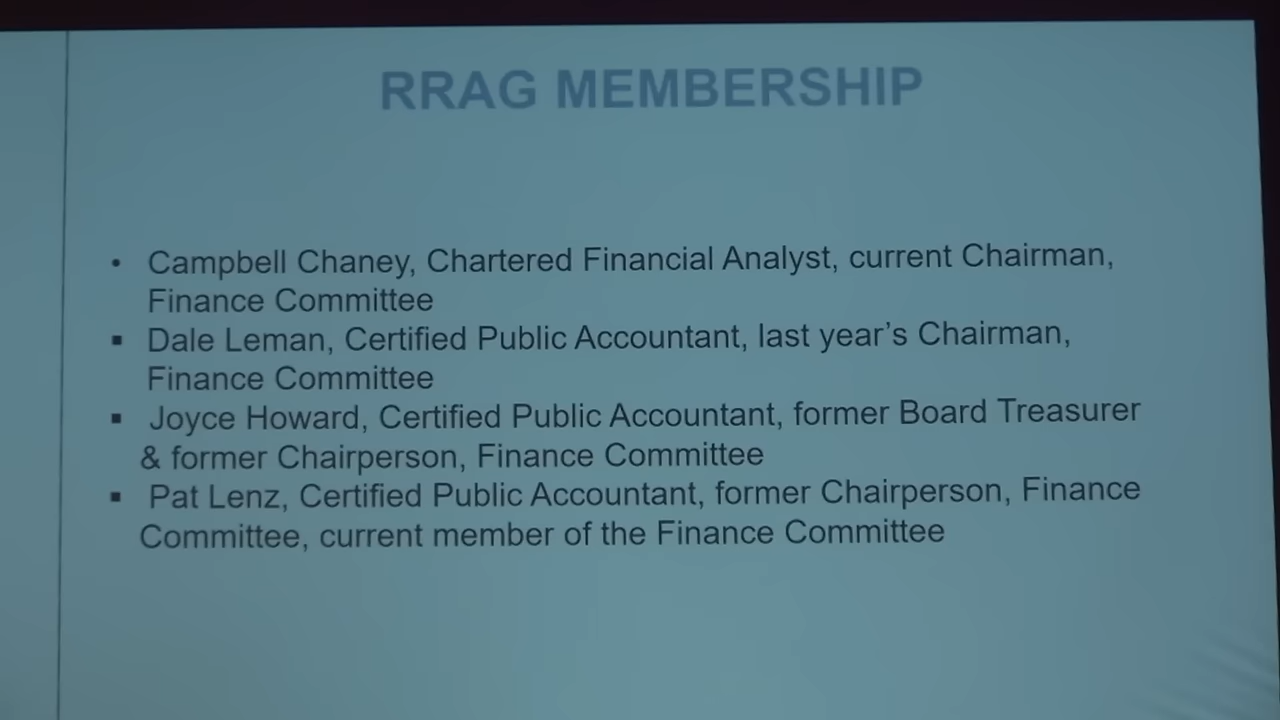 RRAG MEMBERSHIP
• Campbell Chaney, Chartered Financial Analyst, current Chairman,
Finance Committee
▪ Dale Leman, Certified Public Accountant, last year’s Chairman,
Finance Committee
▪ Joyce Howard, Certified Public Accountant, former Board Treasurer
& former Chairperson, Finance Committee
▪ Pat Lenz, Certified Public Accountant, former Chairperson, Finance
Committee, current member of the Finance Committee